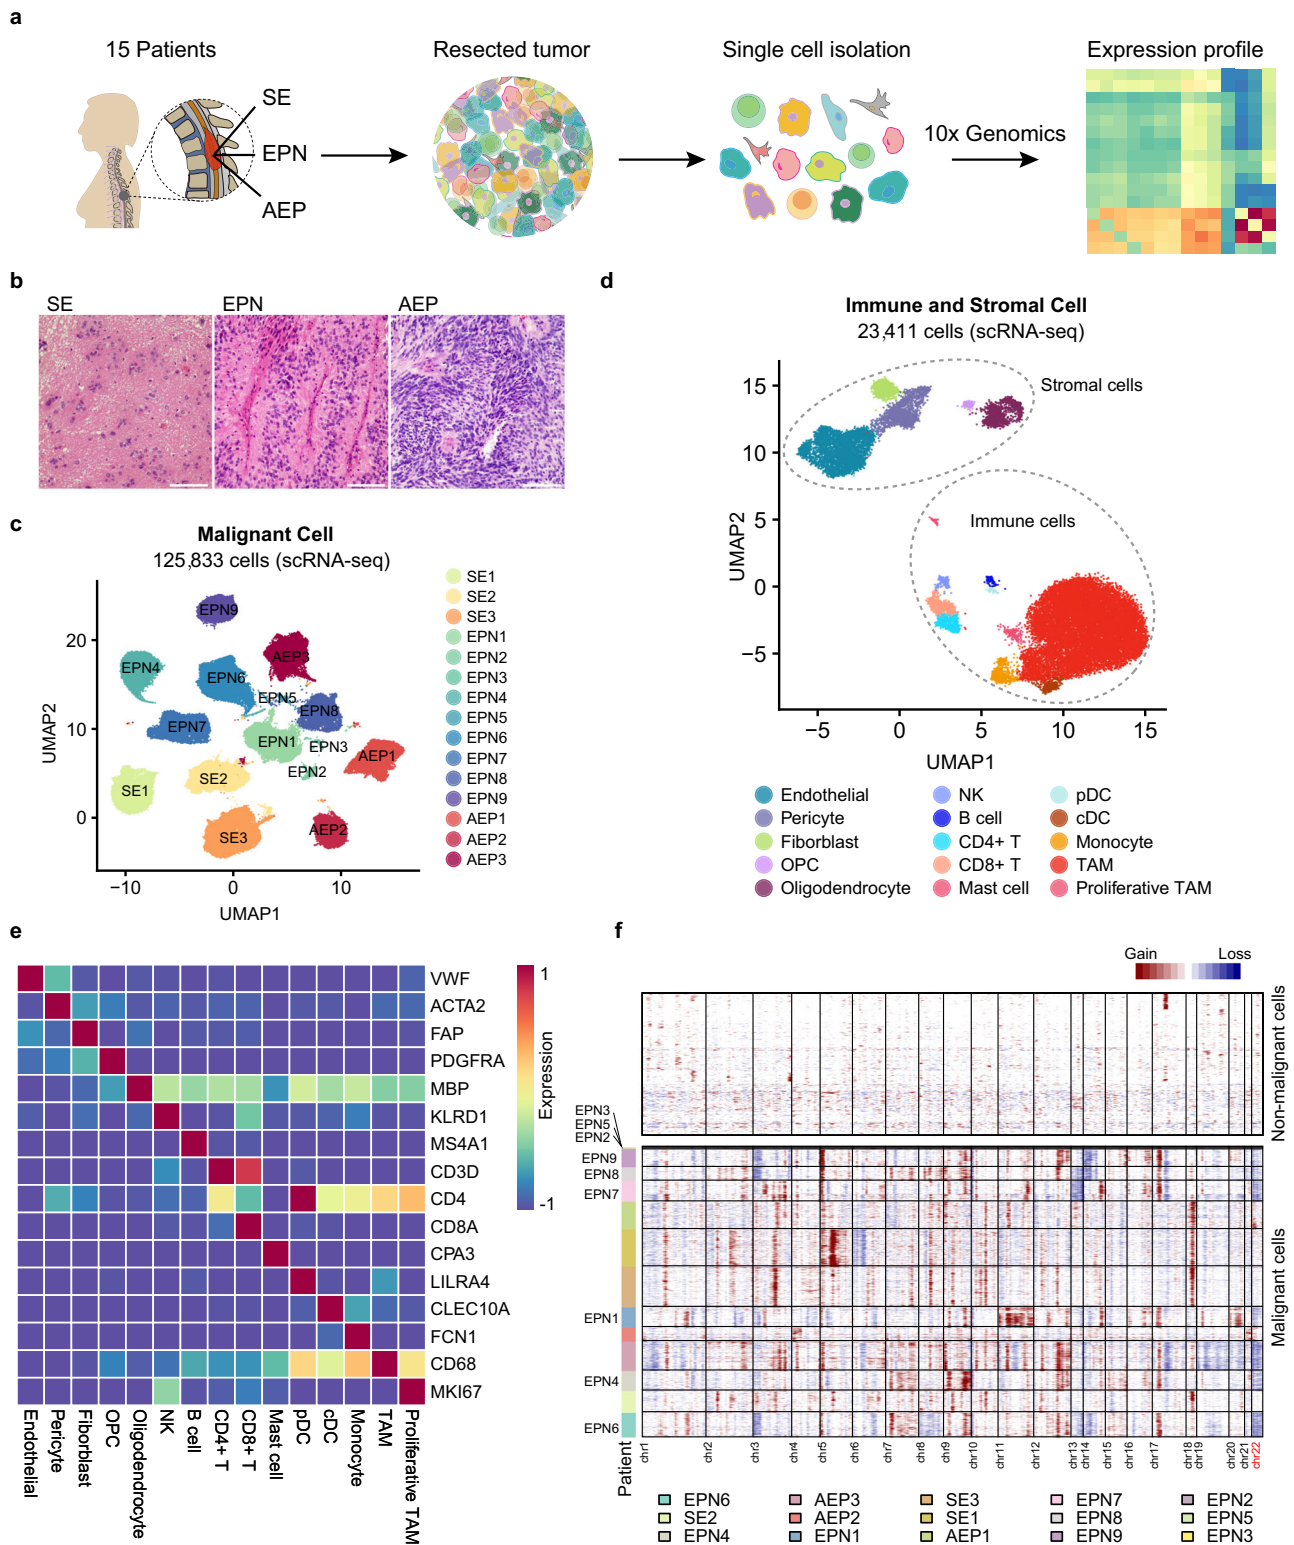 a
15 Patients
Resected tumor
Single cell isolation
Expression profile
SE
EPN
AEP
10x Genomics
b
SE
EPN
AEP
c
Malignant Cell
125,833 cells (scRNA-seq)
UMAP2
20
10
0
−10
0
10
UMAP1
EPN9
EPN4
AEP3
EPN6
EPN5
EPN8
EPN7
EPN1
EPN3
AEP1
EPN2
SE2
SE1
SE3
AEP2
SE1
SE2
SE3
EPN1
EPN2
EPN3
EPN4
EPN5
EPN6
EPN7
EPN8
EPN9
AEP1
AEP2
AEP3
d
Immune and Stromal Cell
23,411 cells (scRNA-seq)
Stromal cells
Immune cells
UMAP2
15
10
5
0
−5
−5
0
5
10
15
UMAP1
Endothelial
Pericyte
Fiborblast
OPC
Oligodendrocyte
NK
B cell
CD4+ T
CD8+ T
Mast cell
pDC
cDC
Monocyte
TAM
Proliferative TAM
e
VWF
ACTA2
FAP
PDGFRA
MBP
KLRD1
MS4A1
CD3D
CD4
CD8A
CPA3
LILRA4
CLEC10A
FCN1
CD68
MKI67
1
Expression
-1
Endothelial
Pericyte
Fiborblast
OPC
Oligodendrocyte
NK
B cell
CD4+ T
CD8+ T
Mast cell
pDC
cDC
Monocyte
TAM
Proliferative TAM
f
Gain
Loss
Non-malignant cells
Malignant cells
EPN3
EPN5
EPN2
EPN9
EPN8
EPN7
EPN1
EPN4
EPN6
Patient
chr1
chr2
chr3
chr4
chr5
chr6
chr7
chr8
chr9
chr10
chr11
chr12
chr13
chr14
chr15
chr16
chr17
chr18
chr19
chr20
chr21
chr22
EPN6
AEP3
SE3
EPN7
EPN2
SE2
AEP2
SE1
EPN8
EPN5
EPN4
EPN1
AEP1
EPN9
EPN3